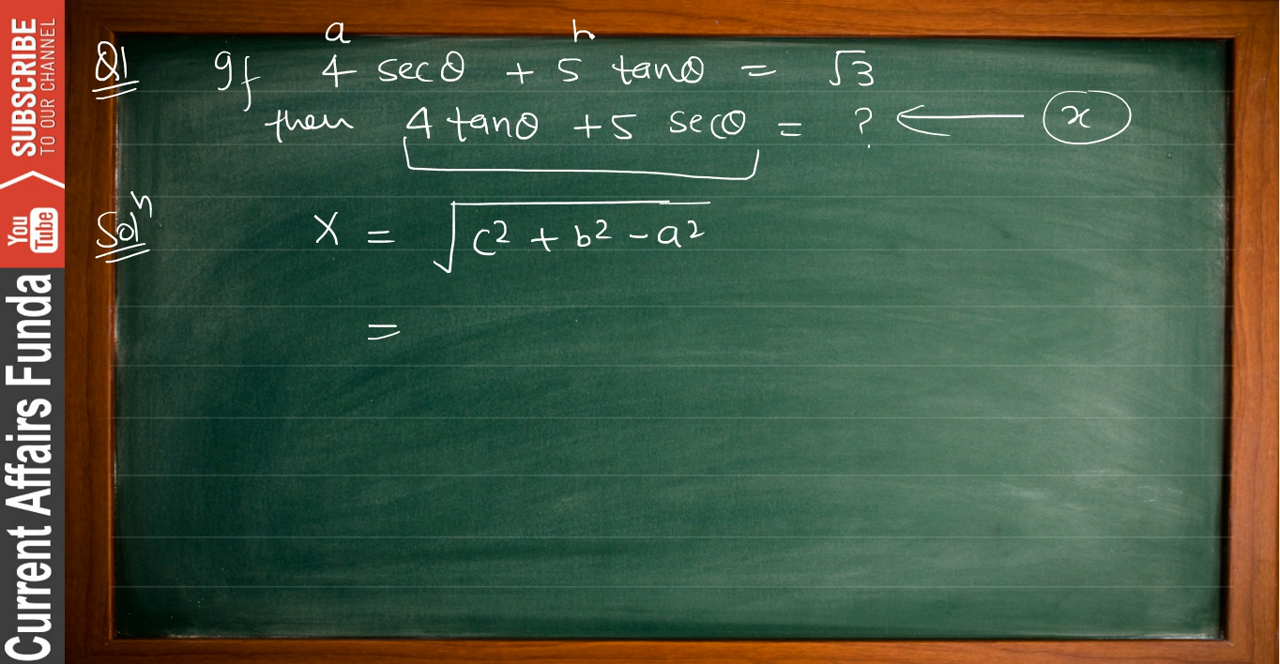 SUBSCRIBE
TO OUR CHANNEL
You Tube
Current Affairs Funda
a b
Q1 If 4 secθ + 5 tanθ = √3
then 4 tanθ + 5 secθ = ? ← x
Solⁿ X = √c² + b² - a²
=